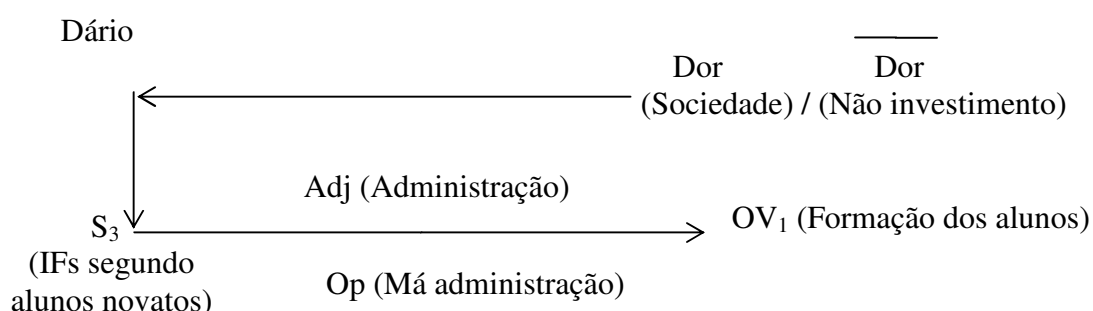 Dário
Dor Dor
(Sociedade) / (Não investimento)
Adj (Administração)
S₃
OV₁ (Formação dos alunos)
(IFs segundo
alunos novatos)
Op (Má administração)